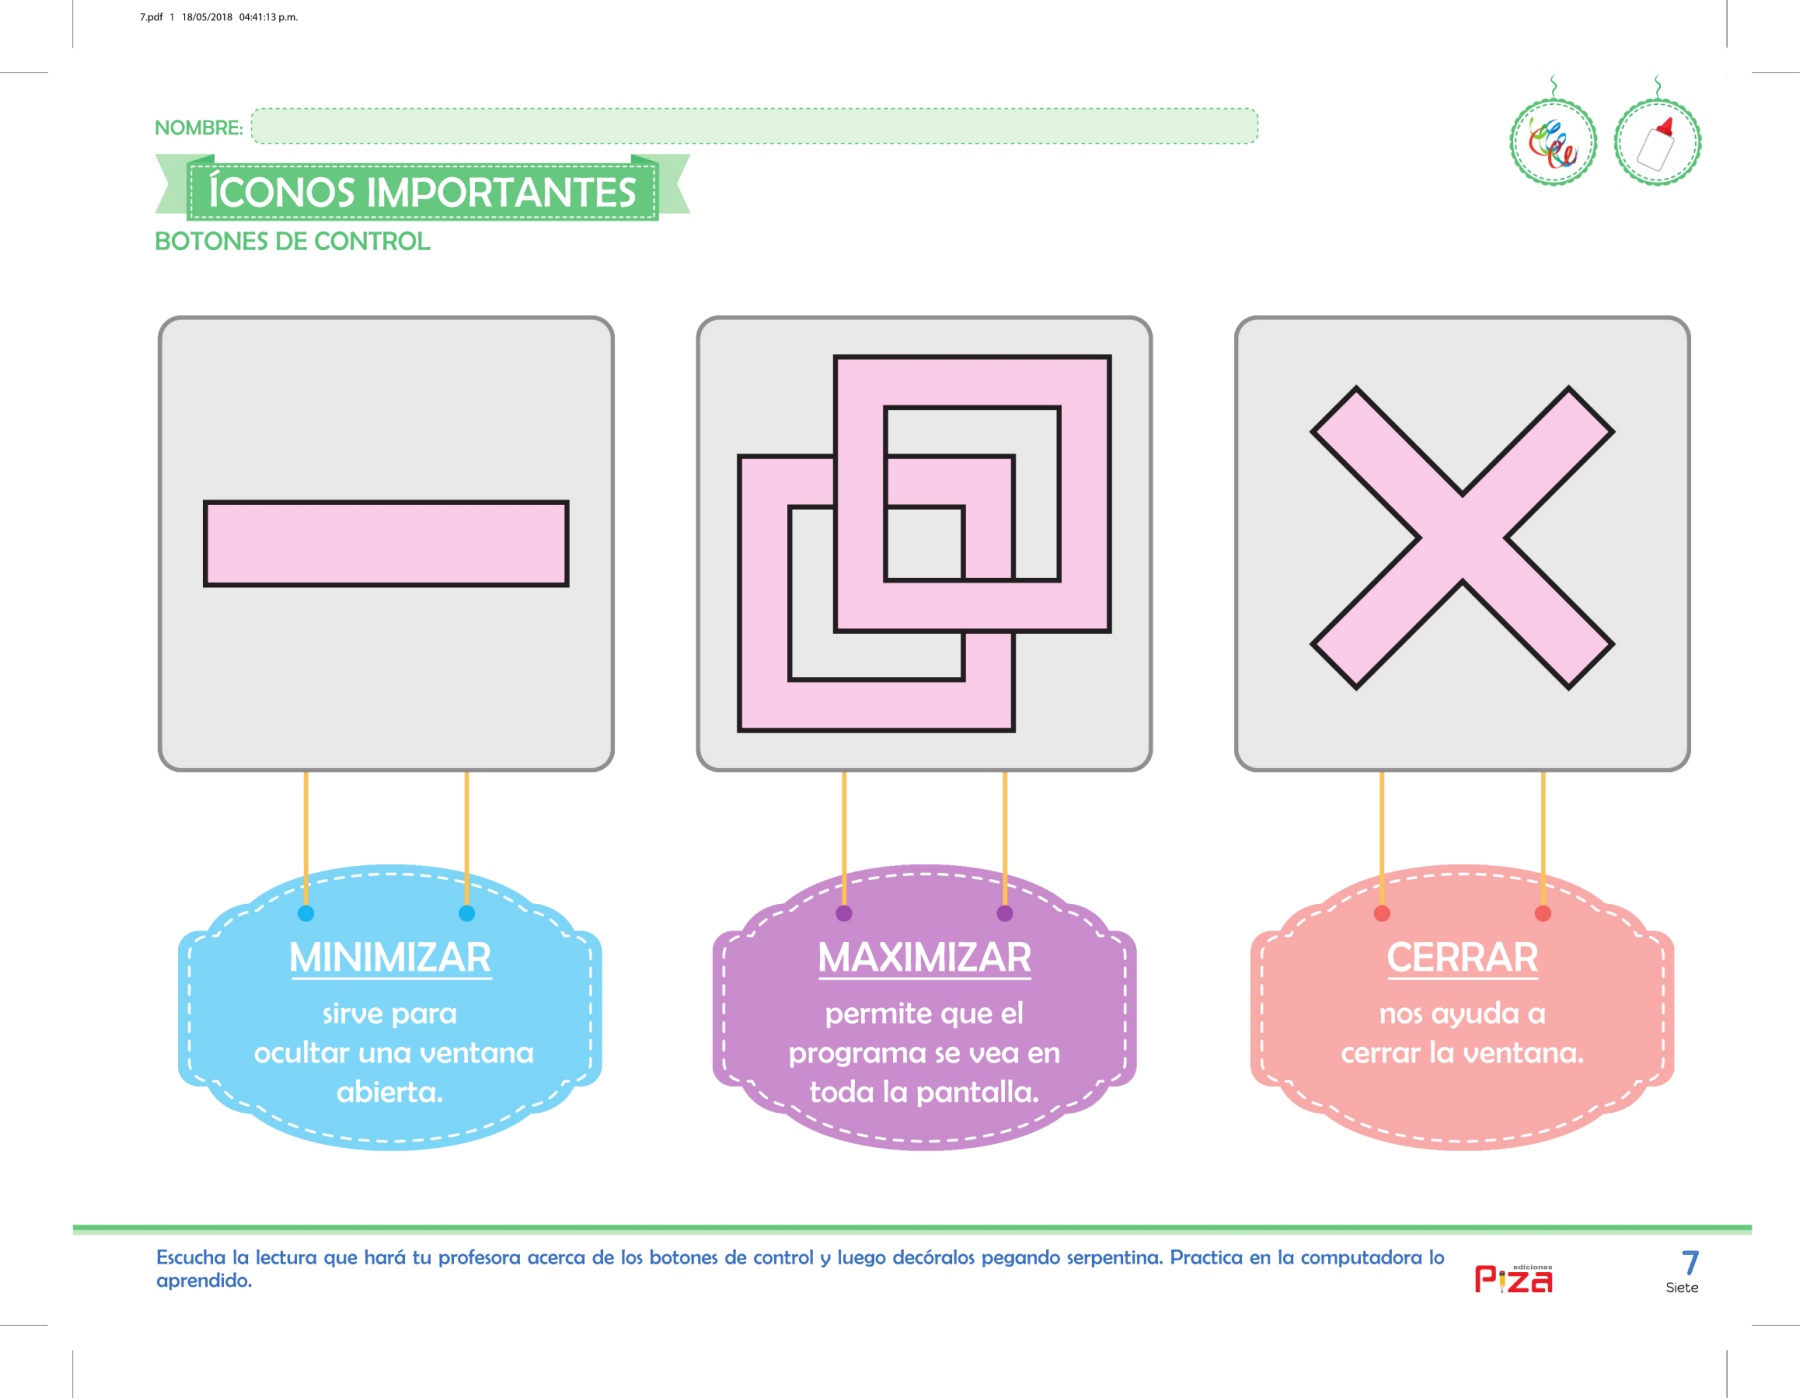 7.pdf 1 18/05/2018 04:41:13 p.m.
NOMBRE:
ÍCONOS IMPORTANTES
BOTONES DE CONTROL
MINIMIZAR
sirve para
ocultar una ventana
abierta.
MAXIMIZAR
permite que el
programa se vea en
toda la pantalla.
CERRAR
nos ayuda a
cerrar la ventana.
Escucha la lectura que hará tu profesora acerca de los botones de control y luego decóralos pegando serpentina. Practica en la computadora lo
aprendido.
ediciones
Piza
7
Siete